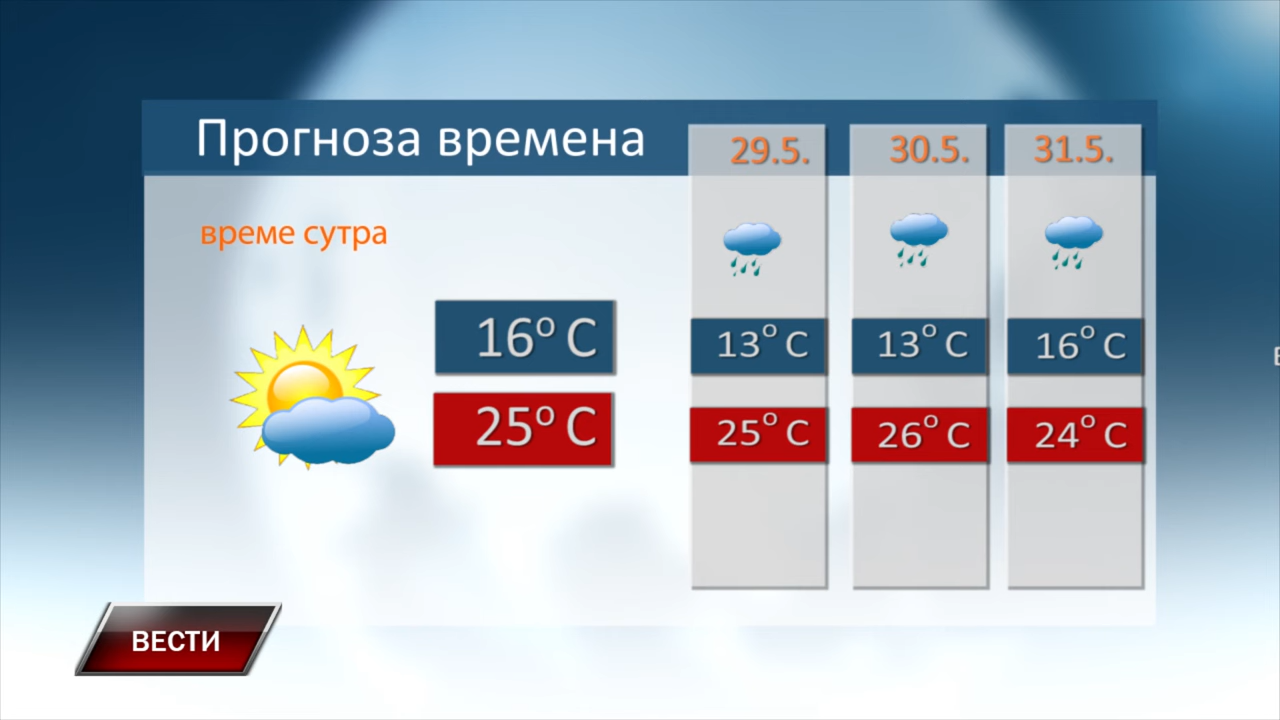 Прогноза времена
време сутра
16° C
25° C
29.5.
13° C
25° C
30.5.
13° C
26° C
31.5.
16° C
24° C
ВЕСТИ